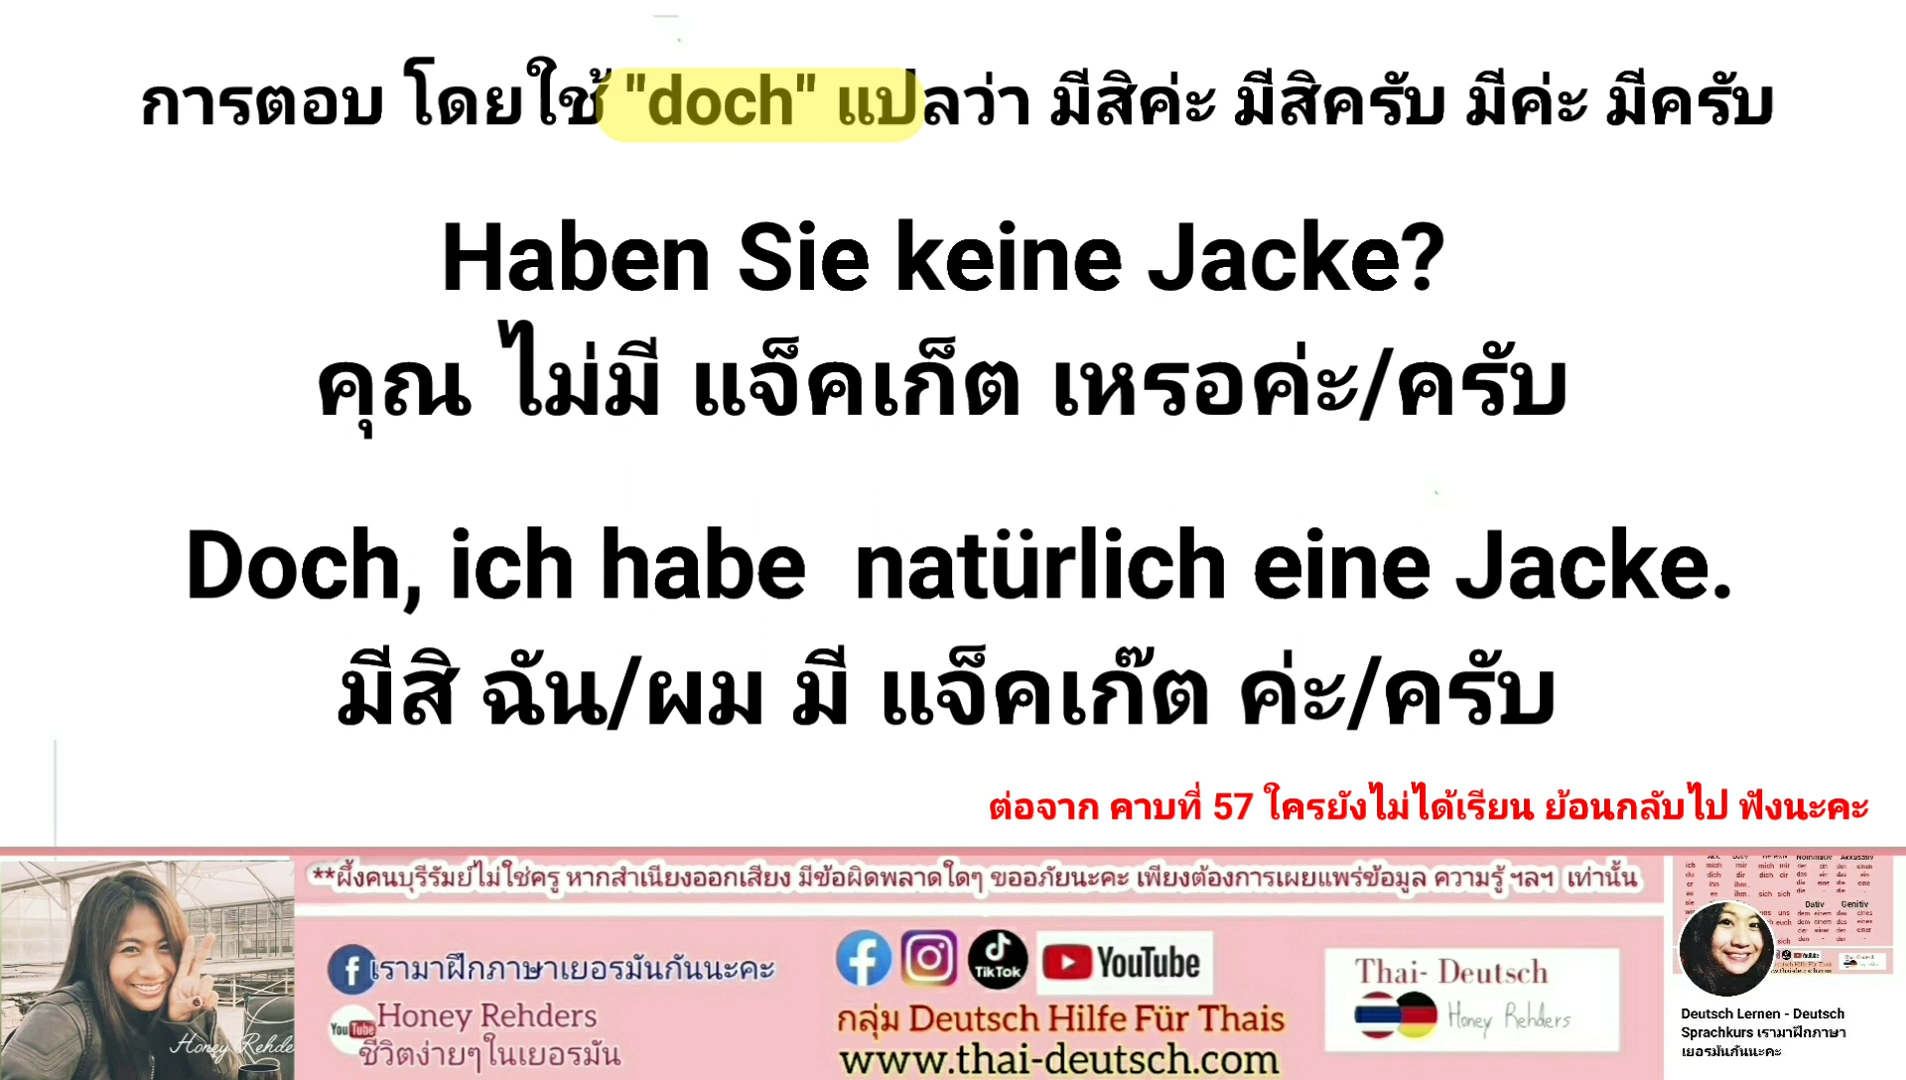 การตอบ โดยใช้ "doch" แปลว่า มีสิค่ะ มีสิครับ มีค่ะ มีครับ
Haben Sie keine Jacke?
คุณ ไม่มี แจ็คเก็ต เหรอค่ะ/ครับ
Doch, ich habe natürlich eine Jacke.
มีสิ ฉัน/ผม มี แจ็คเก๊ต ค่ะ/ครับ
ต่อจาก คาบที่ 57 ใครยังไม่ได้เรียน ย้อนกลับไป ฟังนะคะ
**ผึ้งคนบุรีรัมย์ไม่ใช่ครู หากสำเนียงออกเสียง มีข้อผิดพลาดใดๆ ขออภัยนะคะ เพียงต้องการเผยแพร่ข้อมูล ความรู้ ฯลฯ เท่านั้น
เรามาฝึกภาษาเยอรมันกันนะคะ
YouTube Honey Rehders
ชีวิตง่ายๆในเยอรมัน
Honey Rehde
TikTok
YouTube
กลุ่ม Deutsch Hilfe Für Thais
www.thai-deutsch.com
Thai- Deutsch
Honey Rehders
Dativ Genitiv
Deutsch Lernen - Deutsch
Sprachkurs เรามาฝึกภาษา
เยอรมันกันนะคะ